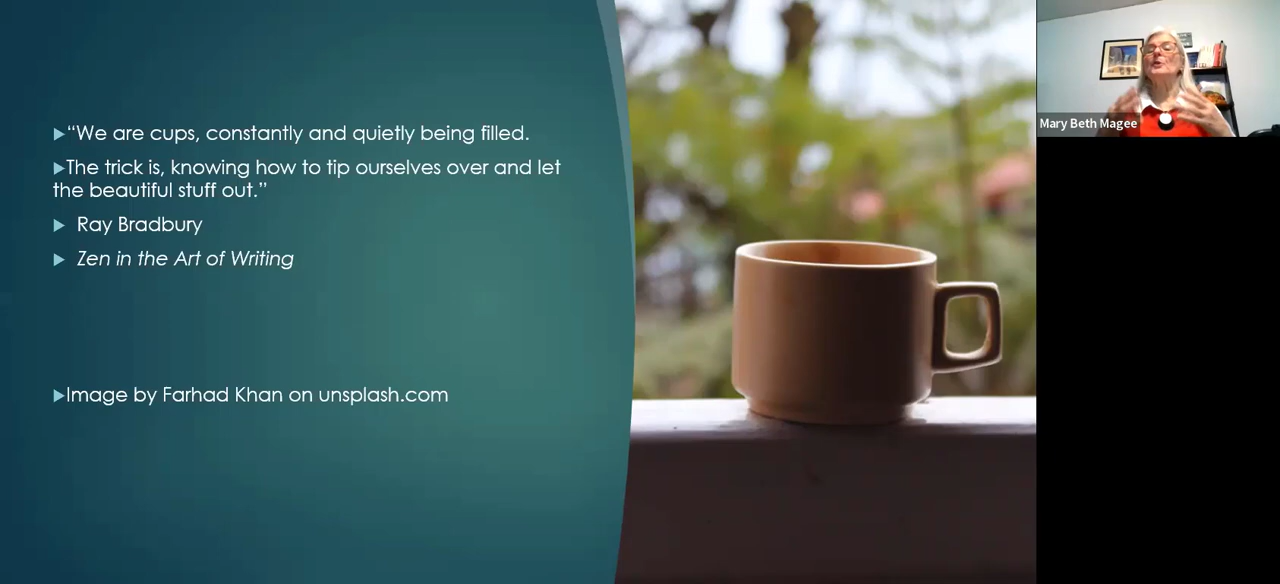 “We are cups, constantly and quietly being filled.
The trick is, knowing how to tip ourselves over and let
the beautiful stuff out.”
Ray Bradbury
Zen in the Art of Writing
Image by Farhad Khan on unsplash.com
Mary Beth Magee